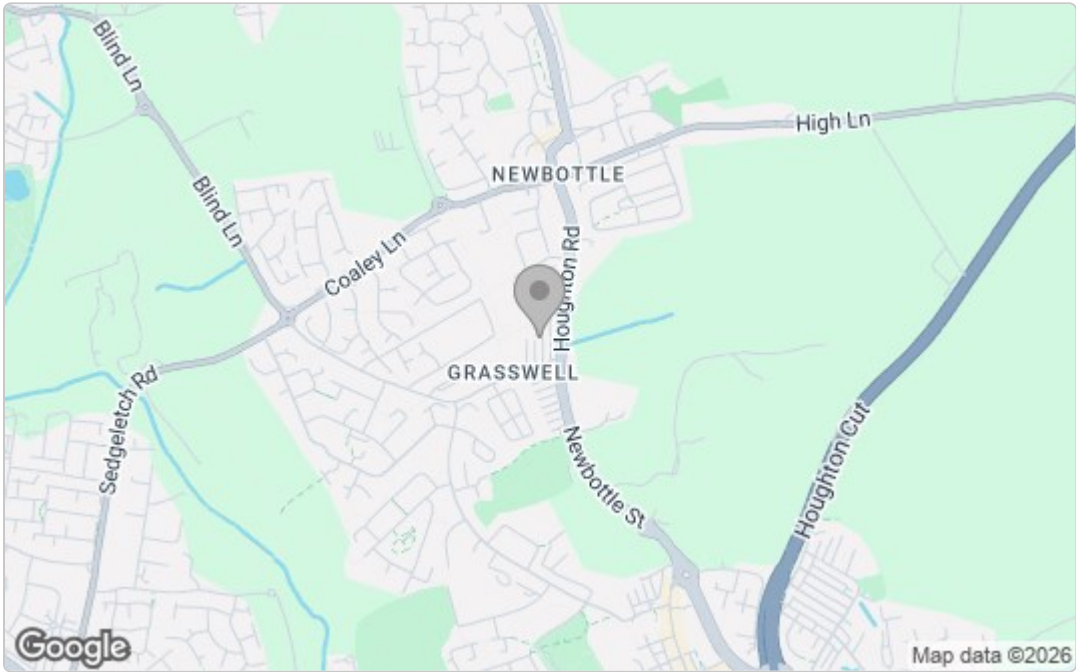 Blind Ln
High Ln
NEWBOTTLE
Blind Ln
Coaley Ln
Houghton Rd
GRASSWELL
Sedgeletch Rd
Houghton Cut
Newbottle St
Google
Map data ©2026